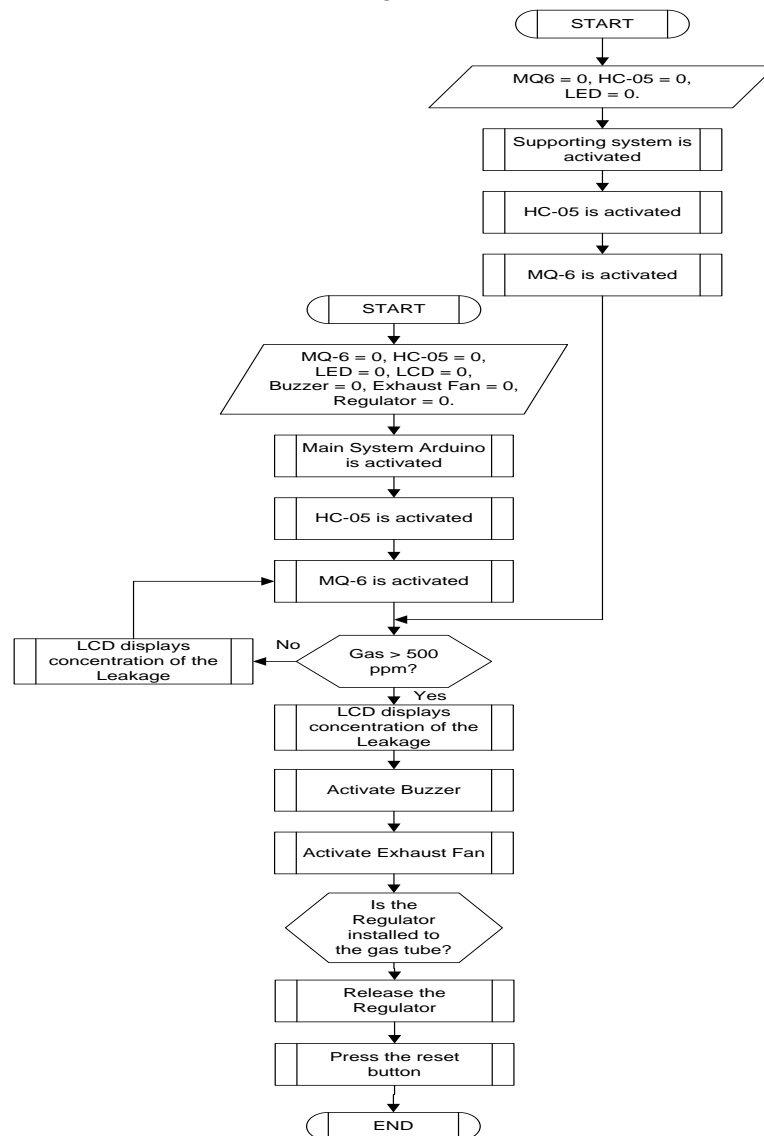 START
MQ6 = 0, HC-05 = 0,
LED = 0.
Supporting system is
activated
HC-05 is activated
MQ-6 is activated
START
MQ-6 = 0, HC-05 = 0,
LED = 0, LCD = 0,
Buzzer = 0, Exhaust Fan = 0,
Regulator = 0.
Main System Arduino
is activated
HC-05 is activated
MQ-6 is activated
LCD displays
concentration of the
Leakage
No
Gas > 500
ppm?
Yes
LCD displays
concentration of the
Leakage
Activate Buzzer
Activate Exhaust Fan
Is the
Regulator
installed to
the gas tube?
Release the
Regulator
Press the reset
button
END